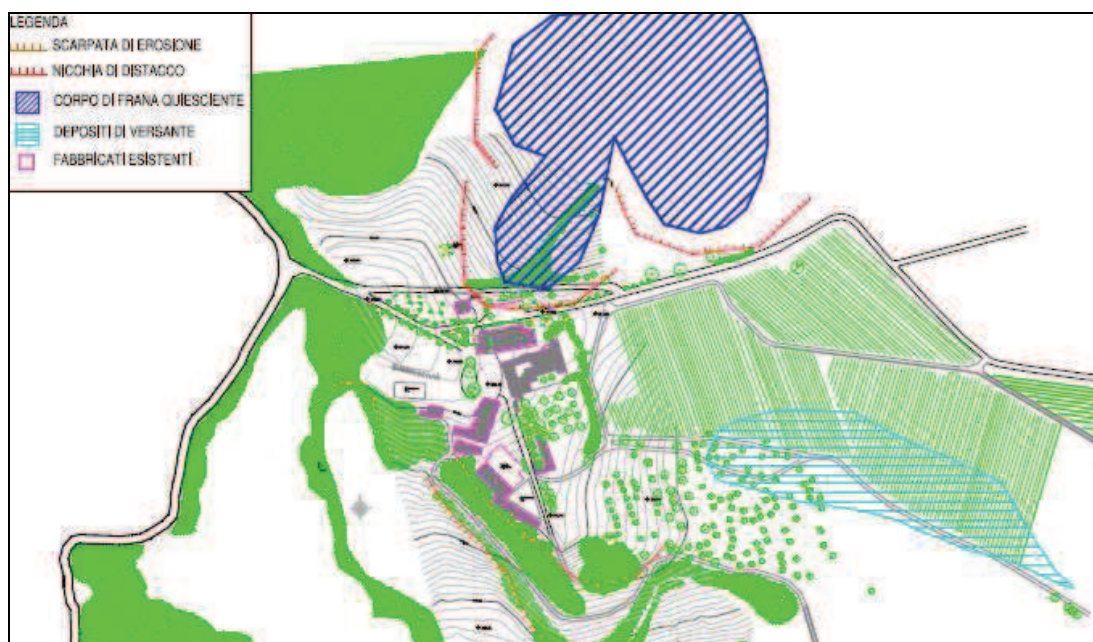 LEGENDA
SCARPATA DI EROSIONE
NICCHIA DI DISTACCO
CORPO DI FRANA QUIESCIENTE
DEPOSITI DI VERSANTE
FABBRICATI ESISTENTI